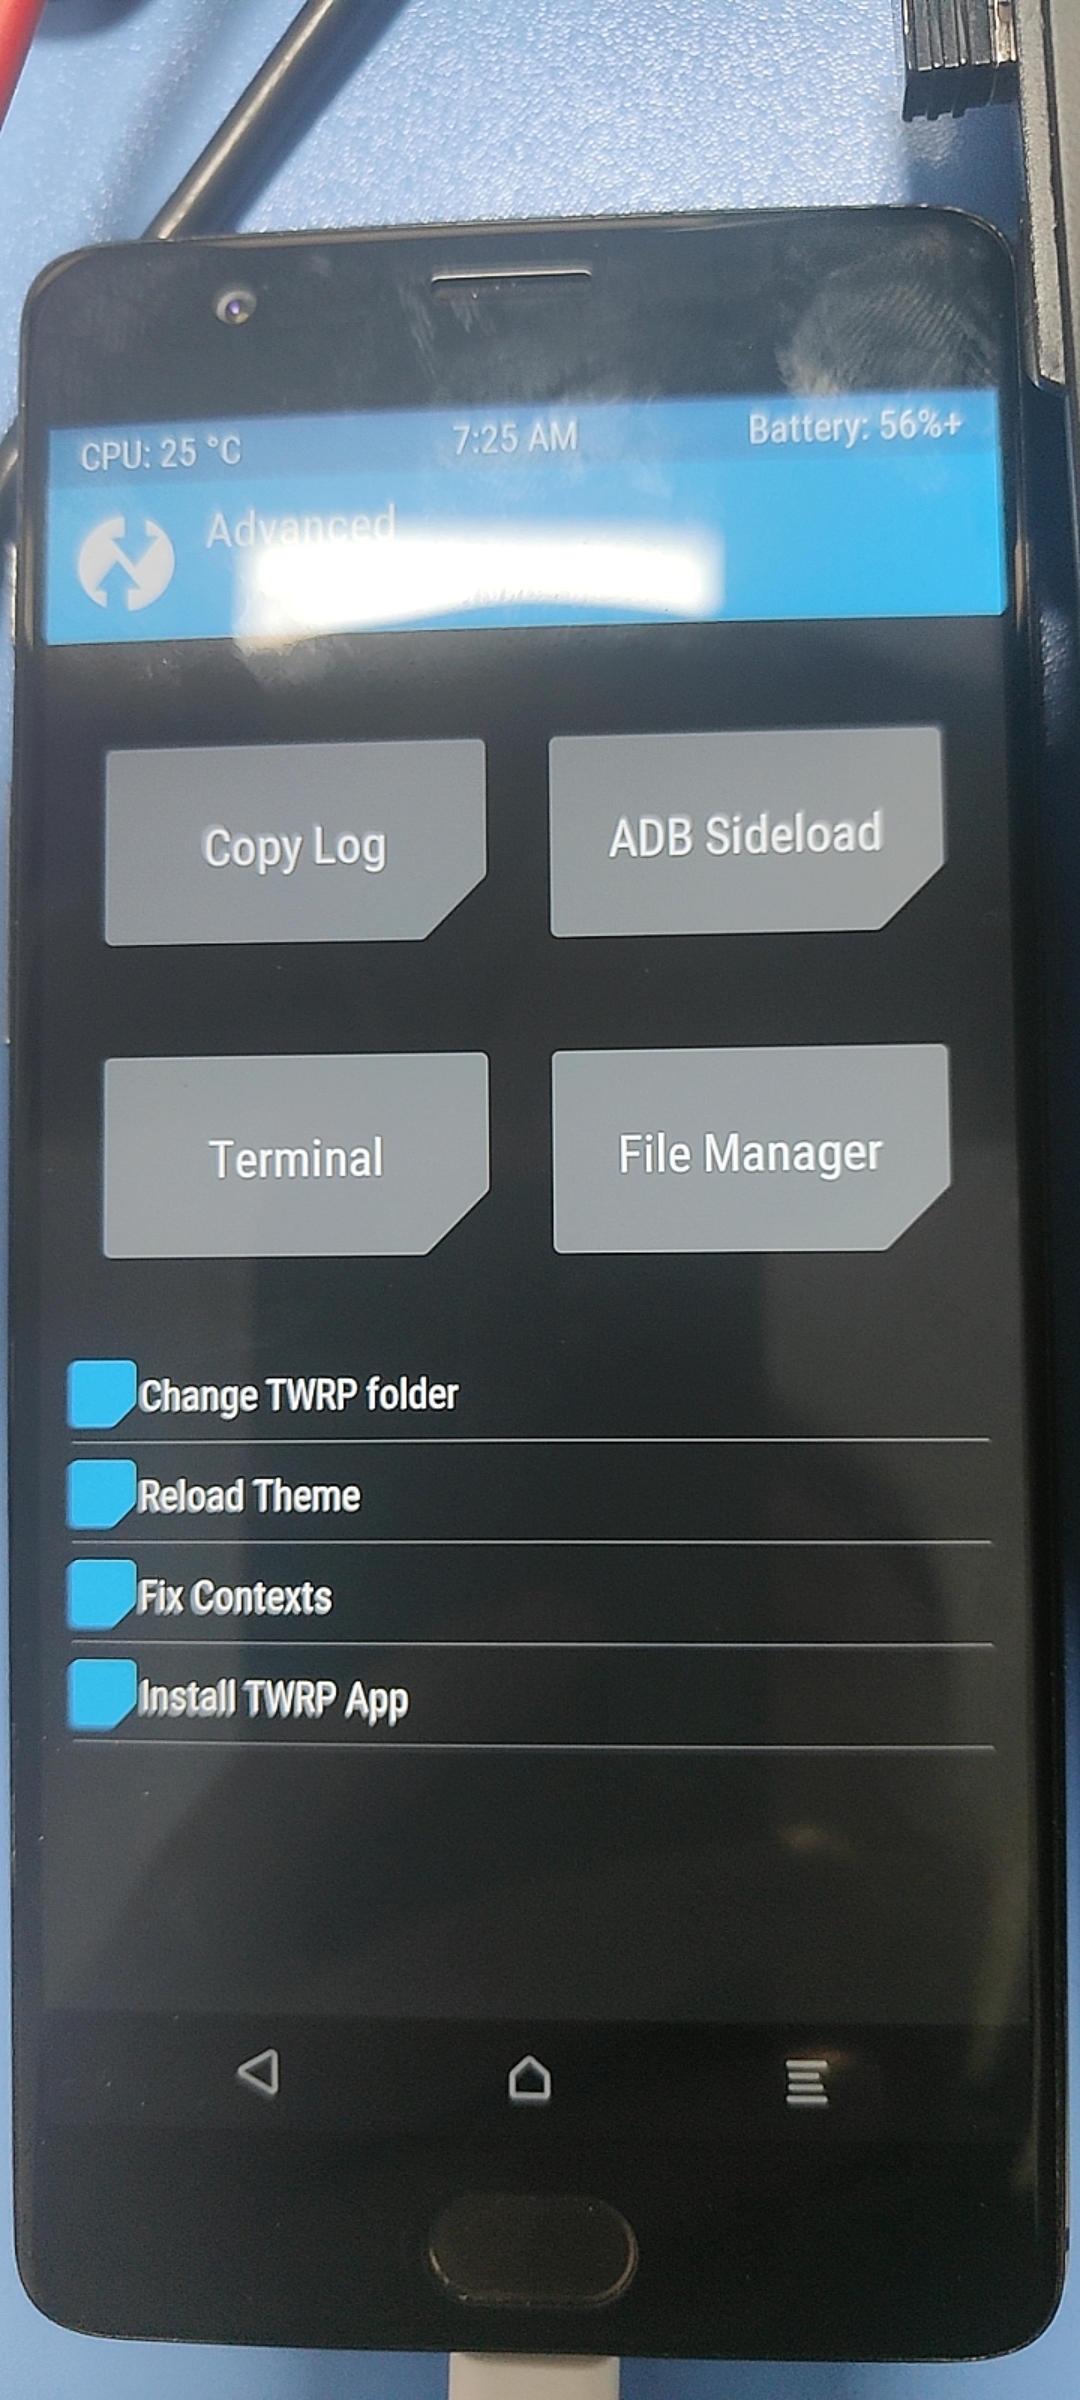 CPU: 25 °C 7:25 AM Battery: 56%+
Advanced
Copy Log ADB Sideload
Terminal File Manager
Change TWRP folder
Reload Theme
Fix Contexts
Install TWRP App